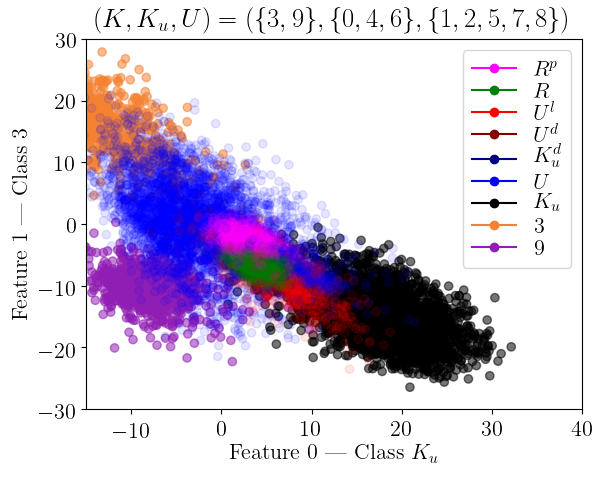 (K, K_u, U) = ({3, 9}, {0, 4, 6}, {1, 2, 5, 7, 8})
30
20
10
0
−10
−20
−30
Feature 1 — Class 3
−10
0
10
20
30
40
Feature 0 — Class K_u
R^p
R
U^l
U^d
K_u^d
U
K_u
3
9